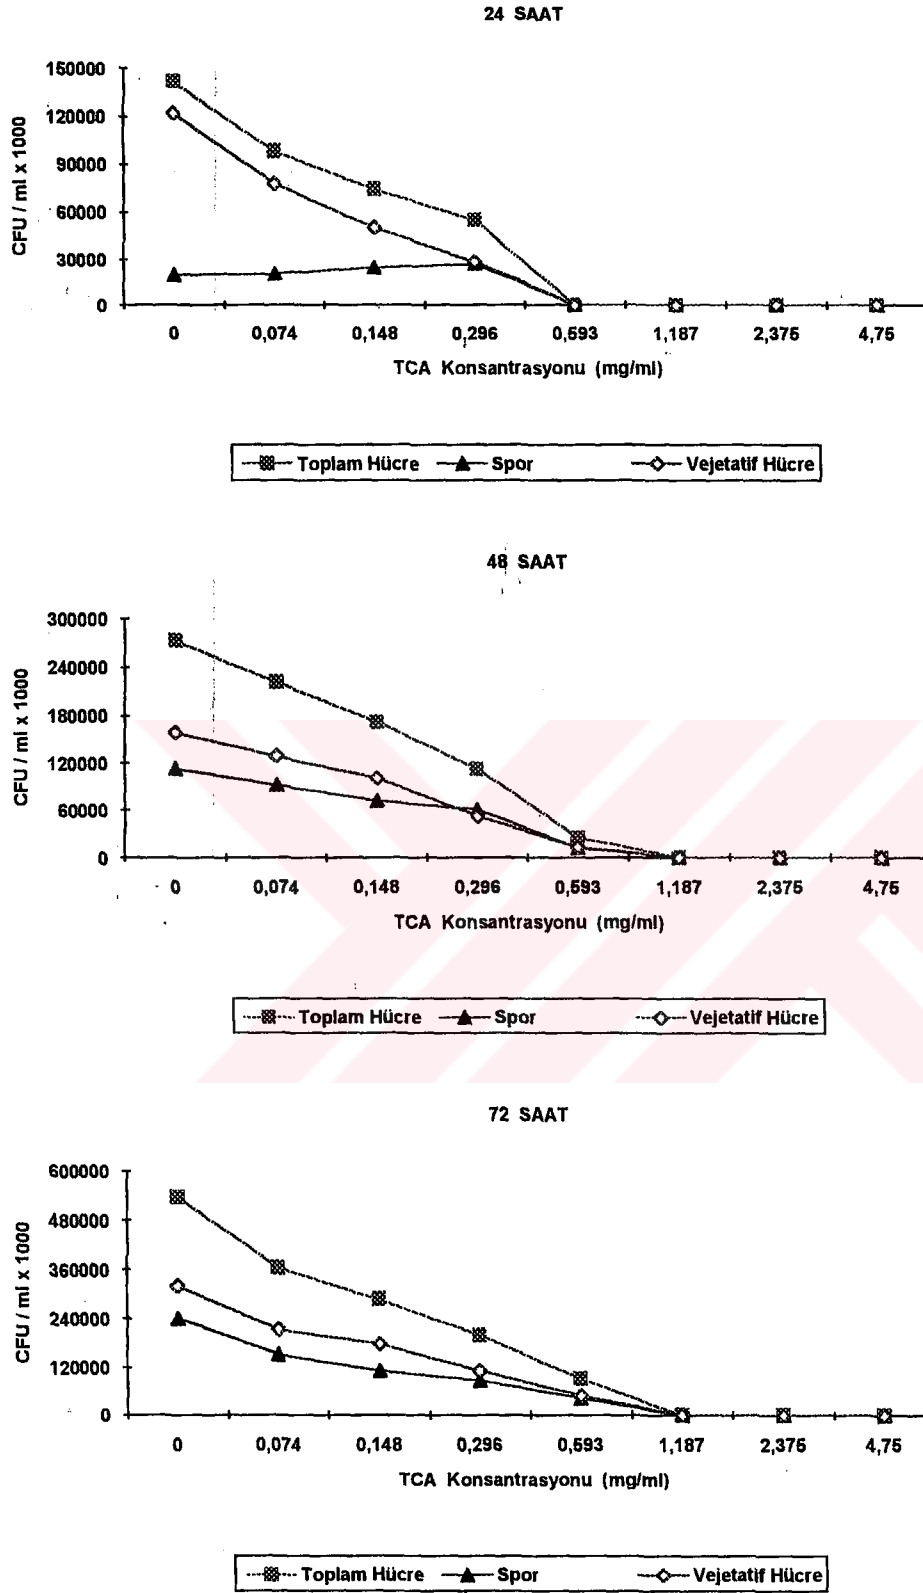 24 SAAT
150000
120000
90000
60000
30000
0
CFU / ml x 1000
0 0,074 0,148 0,296 0,593 1,187 2,375 4,75
TCA Konsantrasyonu (mg/ml)
Toplam Hücre Spor Vejetatif Hücre
48 SAAT
300000
240000
180000
120000
60000
0
CFU / ml x 1000
0 0,074 0,148 0,296 0,593 1,187 2,375 4,75
TCA Konsantrasyonu (mg/ml)
Toplam Hücre Spor Vejetatif Hücre
72 SAAT
600000
480000
360000
240000
120000
0
CFU / ml x 1000
0 0,074 0,148 0,296 0,593 1,187 2,375 4,75
TCA Konsantrasyonu (mg/ml)
Toplam Hücre Spor Vejetatif Hücre